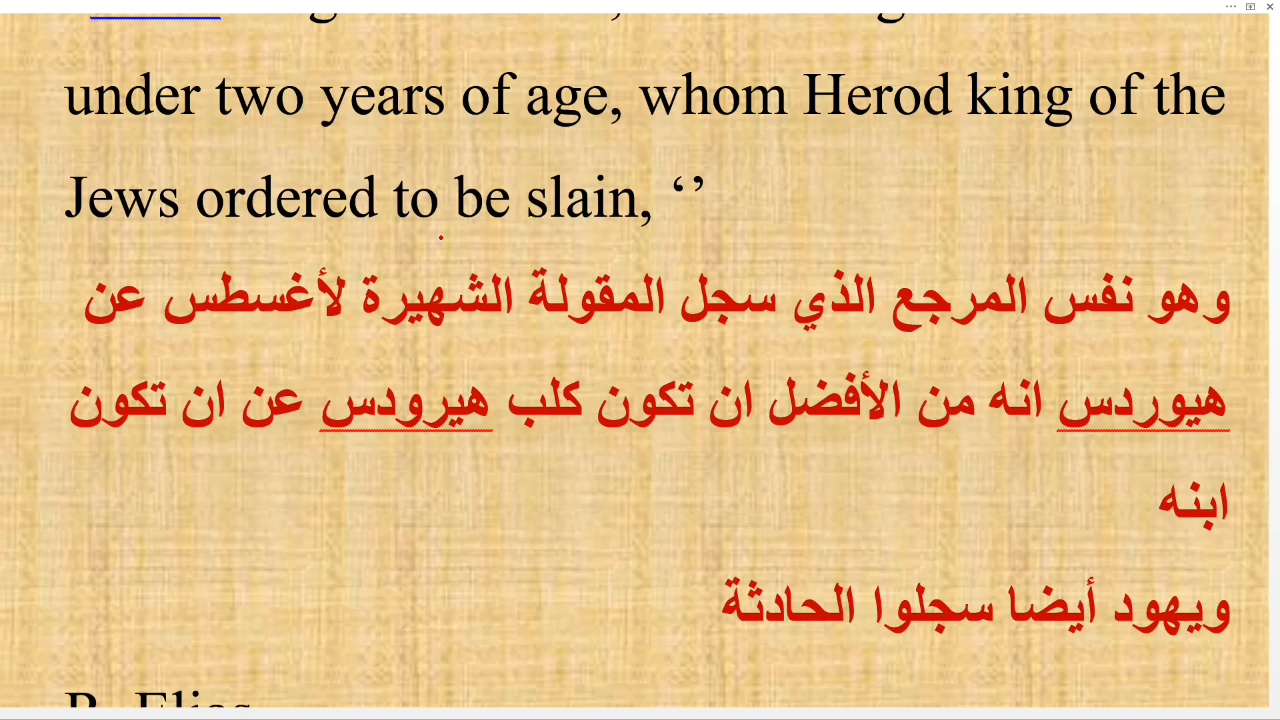 under two years of age, whom Herod king of the
Jews ordered to be slain, ‘’
وهو نفس المرجع الذي سجل المقولة الشهيرة لأغسطس عن
هيوردس انه من الأفضل ان تكون كلب هيرودس عن ان تكون
ابنه
ويهود أيضا سجلوا الحادثة
R. Elias